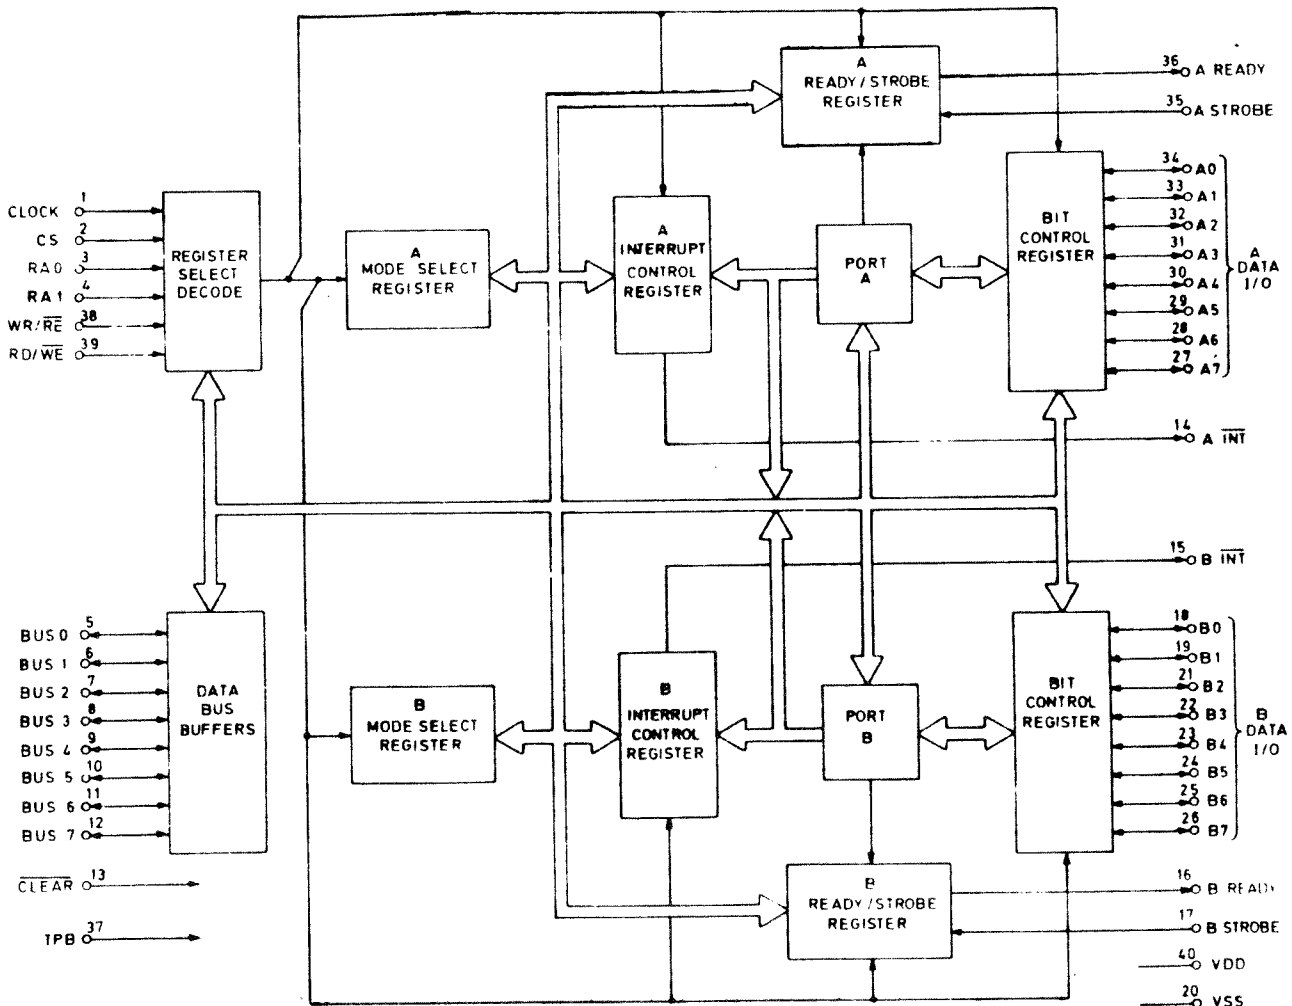 36
A READY
35
A STROBE
A
READY/STROBE
REGISTER
1
CLOCK
2
CS
3
RA0
4
RA1
38
WR/R̅E̅
39
RD/W̅E̅
REGISTER
SELECT
DECODE
A
MODE SELECT
REGISTER
A
INTERRUPT
CONTROL
REGISTER
PORT
A
BIT
CONTROL
REGISTER
34
A0
33
A1
32
A2
31
A3
30
A4
29
A5
28
A6
27
A7
A
DATA
I/O
14
A I̅N̅T̅
15
B I̅N̅T̅
5
BUS 0
6
BUS 1
7
BUS 2
8
BUS 3
9
BUS 4
10
BUS 5
11
BUS 6
12
BUS 7
DATA
BUS
BUFFERS
B
MODE SELECT
REGISTER
B
INTERRUPT
CONTROL
REGISTER
PORT
B
BIT
CONTROL
REGISTER
18
B0
19
B1
21
B2
22
B3
23
B4
24
B5
25
B6
26
B7
B
DATA
I/O
C̅L̅E̅A̅R̅
13
TPB
37
B
READY/STROBE
REGISTER
16
B READY
17
B STROBE
40
VDD
20
VSS